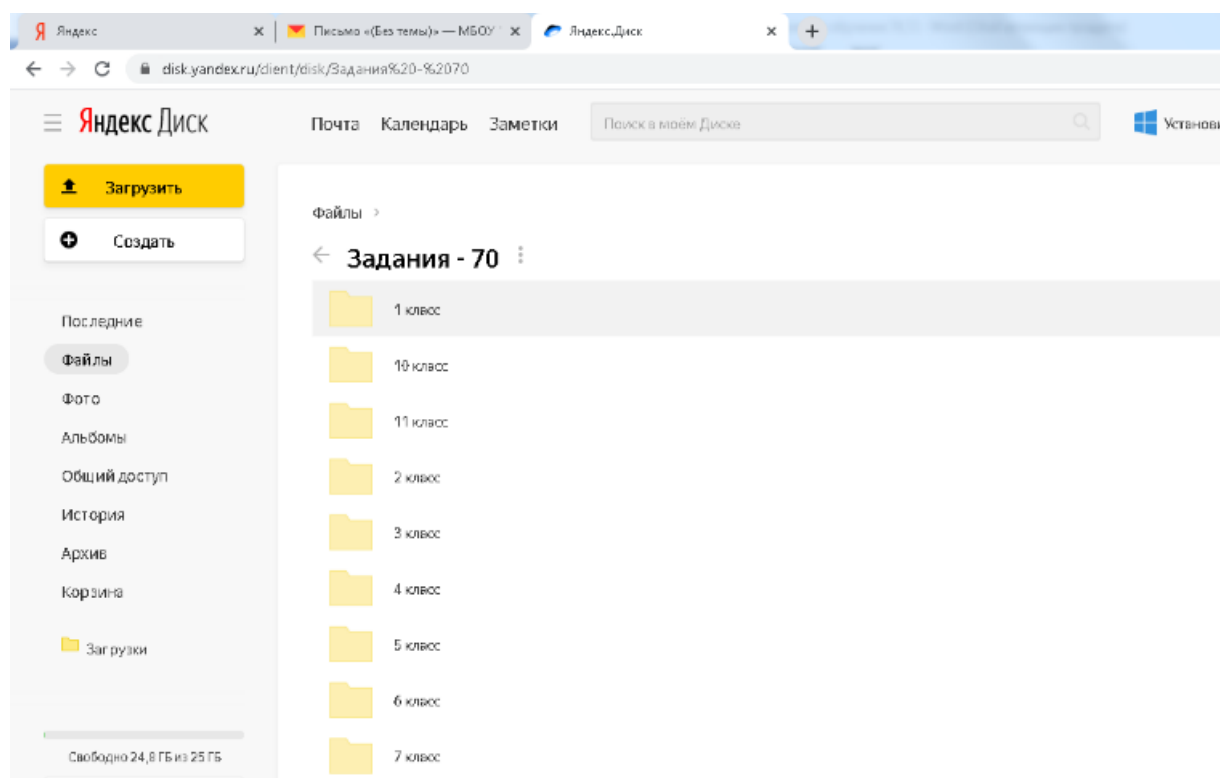 Я Яндекс
Письмо «(Без темы)» — МБОУ
Яндекс.Диск
disk.yandex.ru/client/disk/Задания%20-%2070
Яндекс Диск
Почта Календарь Заметки
Поиск в моём Диске
Загрузить
Создать
Файлы
Задания - 70
1 класс
10 класс
11 класс
2 класс
3 класс
4 класс
5 класс
6 класс
7 класс
Последние
Файлы
Фото
Альбомы
Общий доступ
История
Архив
Корзина
Загрузки
Свободно 24,8 ГБ из 25 ГБ